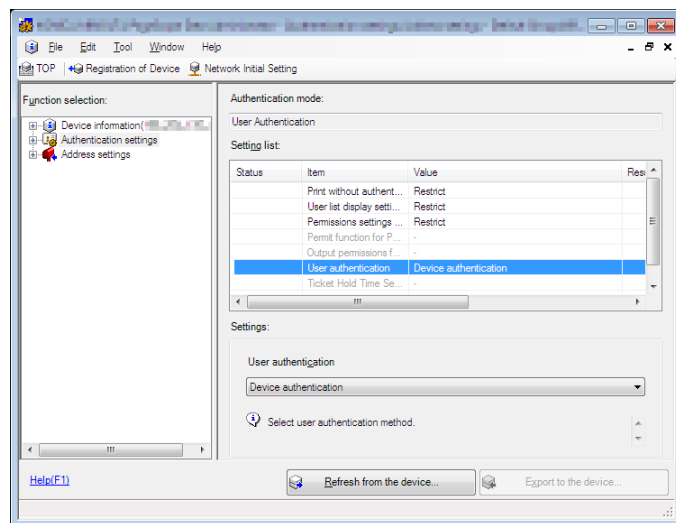 File Edit Tool Window Help
TOP Registration of Device Network Initial Setting
Function selection:
Device information(
Authentication settings
Address settings
Authentication mode:
User Authentication
Setting list:
Status Item Value Res
Print without authent... Restrict
User list display setti... Restrict
Permissions settings ... Restrict
Permit function for P... -
Output permissions f... -
User authentication Device authentication
Ticket Hold Time Se... -
Settings:
User authentication
Device authentication
Select user authentication method.
Help(F1)
Refresh from the device...
Export to the device...